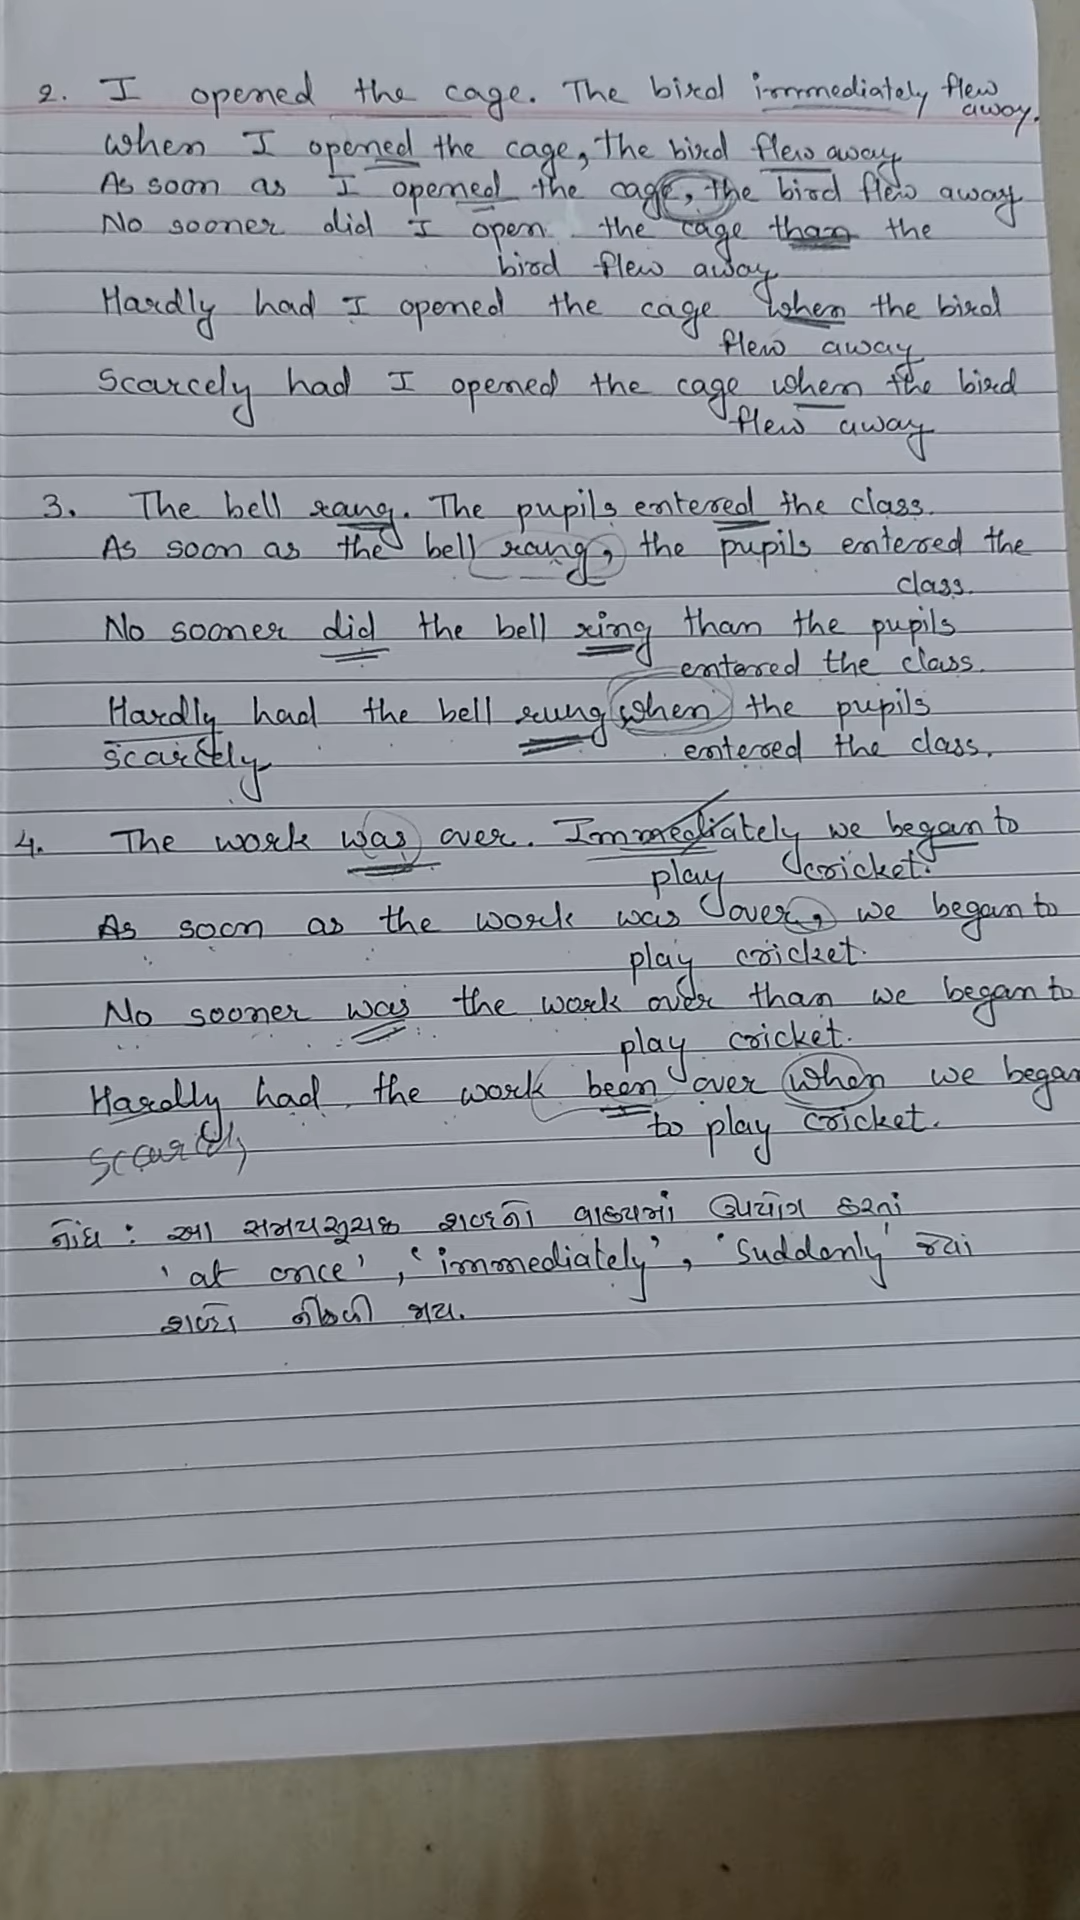 2. I opened the cage. The bird immediately flew
away.
when I opened the cage, the bird flew away
As soon as I opened the cage, the bird flew away
No sooner did I open the cage than the
bird flew away
Hardly had I opened the cage when the bird
flew away
Scarcely had I opened the cage when the bird
flew away
3. The bell rang. The pupils entered the class.
As soon as the bell rang, the pupils entered the
class.
No sooner did the bell ring than the pupils
entered the class.
Hardly had the bell rung when the pupils
Scarcely entered the class.
4. The work was over. Immediately we began to
play cricket.
As soon as the work was over, we began to
play cricket.
No sooner was the work over than we began to
play cricket.
Hardly had the work been over when we began
to play cricket.
Scarcely
નોંધ : આ સમયસૂચક શબ્દનો વાક્યમાં ઉપયોગ કરતાં
'at once', 'immediately', 'Suddenly' જેવાં
શબ્દો નીકળી જાય.